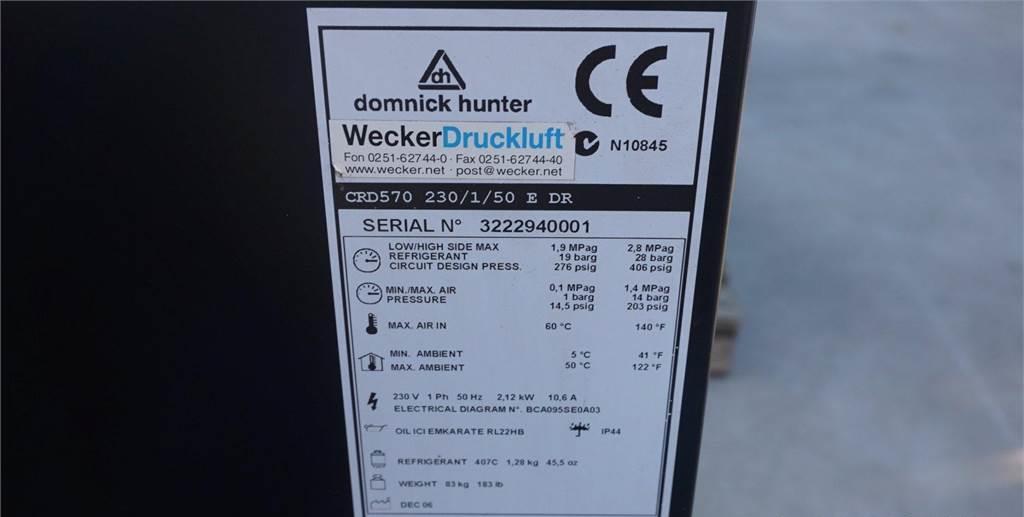 dh
domnick hunter
CE
WeckerDruckluft
Fon 0251-62744-0 · Fax 0251-62744-40
www.wecker.net · post@wecker.net
N10845
CRD570 230/1/50 E DR
SERIAL N° 3222940001
LOW/HIGH SIDE MAX 1,9 MPag 2,8 MPag
REFRIGERANT 19 barg 28 barg
CIRCUIT DESIGN PRESS. 276 psig 406 psig
MIN./MAX. AIR 0,1 MPag 1,4 MPag
PRESSURE 1 barg 14 barg
14,5 psig 203 psig
MAX. AIR IN 60 °C 140 °F
MIN. AMBIENT 5 °C 41 °F
MAX. AMBIENT 50 °C 122 °F
230 V 1 Ph 50 Hz 2,12 kW 10,6 A
ELECTRICAL DIAGRAM N°. BCA095SE0A03
OIL ICI EMKARATE RL22HB IP44
REFRIGERANT 407C 1,28 kg 45,5 oz
WEIGHT 83 kg 183 lb
DEC 06